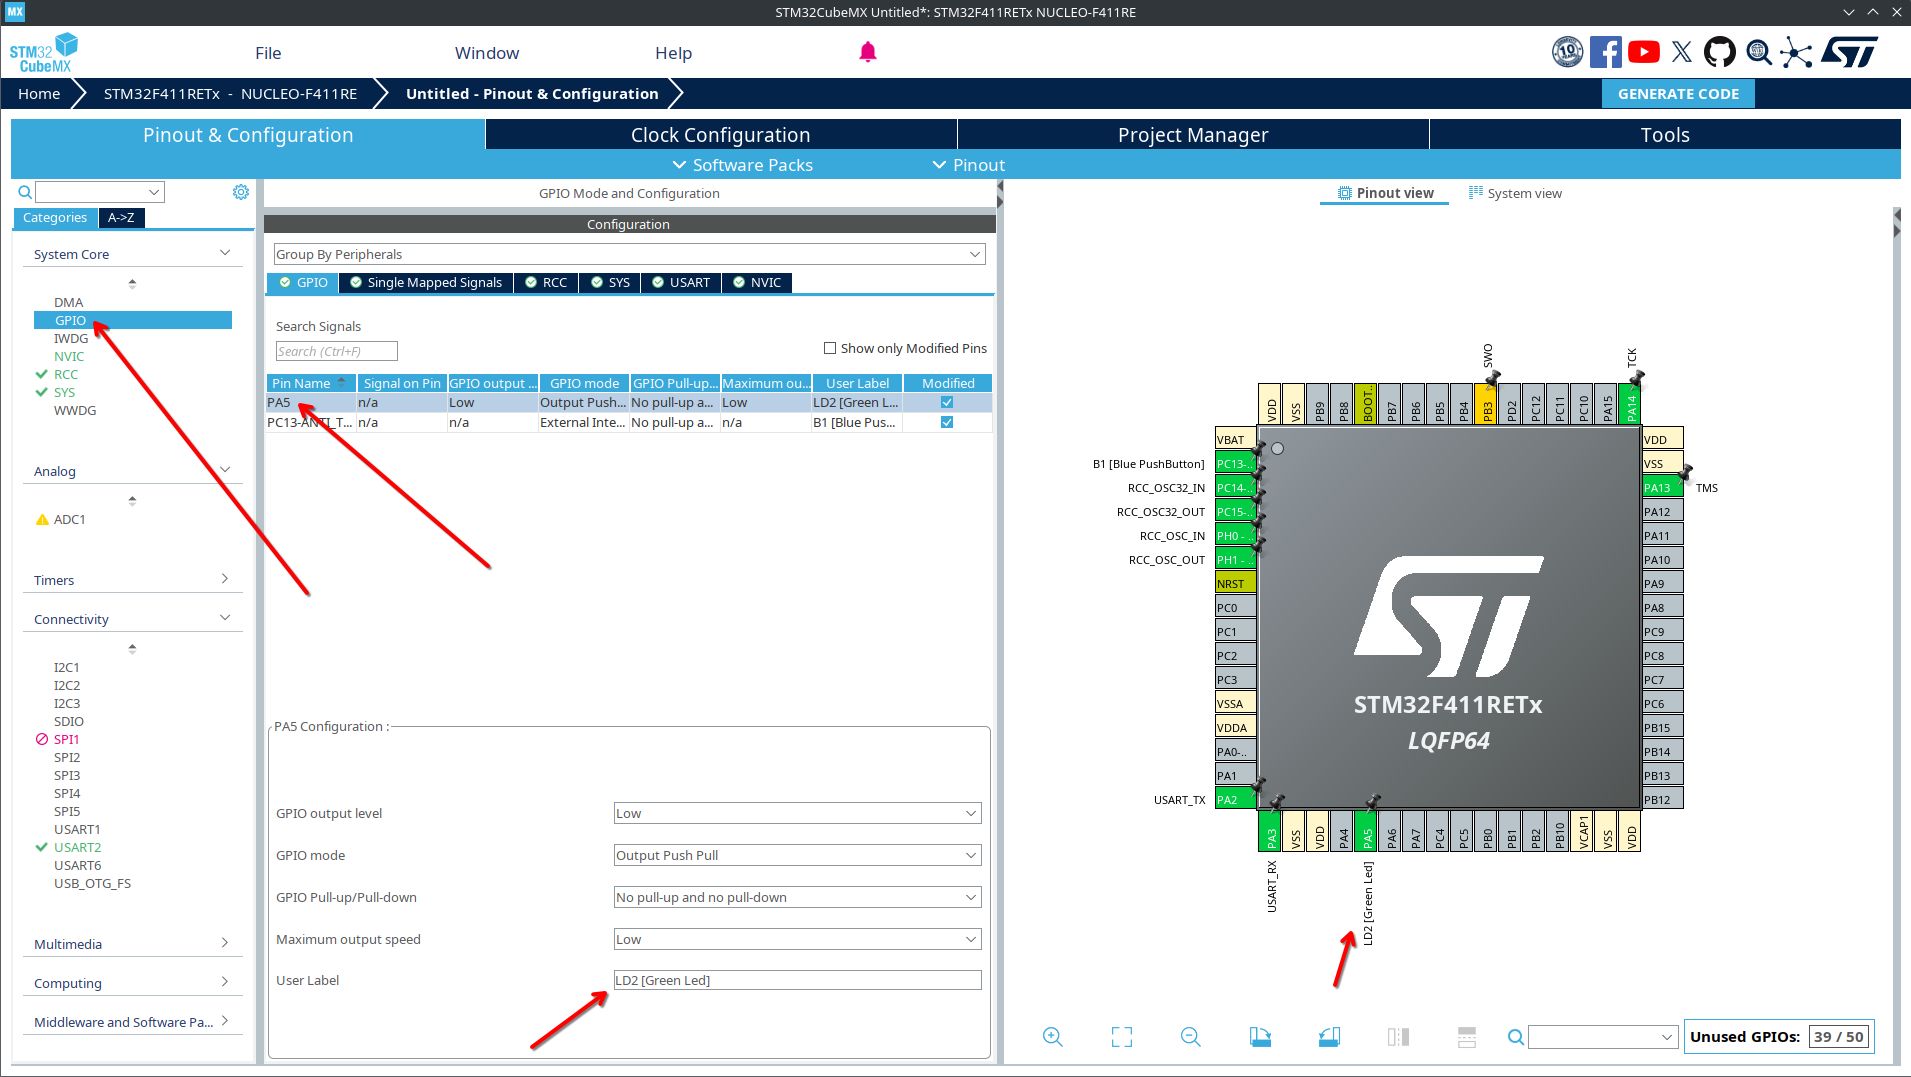 MX STM32CubeMX Untitled*: STM32F411RETx NUCLEO-F411RE
STM32 CubeMX
File Window Help
10
Home STM32F411RETx - NUCLEO-F411RE Untitled - Pinout & Configuration GENERATE CODE
Pinout & Configuration Clock Configuration Project Manager Tools
Software Packs Pinout
Categories A->Z
System Core
DMA
GPIO
IWDG
NVIC
RCC
SYS
WWDG
Analog
ADC1
Timers
Connectivity
I2C1
I2C2
I2C3
SDIO
SPI1
SPI2
SPI3
SPI4
SPI5
USART1
USART2
USART6
USB_OTG_FS
Multimedia
Computing
Middleware and Software Pa...
GPIO Mode and Configuration
Configuration
Group By Peripherals
GPIO Single Mapped Signals RCC SYS USART NVIC
Search Signals
Search (Ctrl+F) Show only Modified Pins
Pin Name Signal on Pin GPIO output ... GPIO mode GPIO Pull-up... Maximum ou... User Label Modified
PA5 n/a Low Output Push... No pull-up a... Low LD2 [Green L...
PC13-ANTI_T... n/a n/a External Inte... No pull-up a... n/a B1 [Blue Pus...
PA5 Configuration :
GPIO output level Low
GPIO mode Output Push Pull
GPIO Pull-up/Pull-down No pull-up and no pull-down
Maximum output speed Low
User Label LD2 [Green Led]
Pinout view System view
SWO TCK
VDD VSS PB9 PB8 BOOT.. PB7 PB6 PB5 PB4 PB3 PD2 PC12 PC11 PC10 PA15 PA14
VBAT VDD
B1 [Blue PushButton] PC13-.. VSS
RCC_OSC32_IN PC14-.. PA13 TMS
RCC_OSC32_OUT PC15-.. PA12
RCC_OSC_IN PH0 - .. PA11
RCC_OSC_OUT PH1 - .. PA10
NRST PA9
PC0 PA8
PC1 PC9
PC2 PC8
PC3 PC7
VSSA PC6
VDDA PB15
PA0-.. PB14
PA1 PB13
USART_TX PA2 PB12
ST
STM32F411RETx
LQFP64
PA3 VSS VDD PA4 PA5 PA6 PA7 PC4 PC5 PB0 PB1 PB2 PB10 VCAP1 VSS VDD
USART_RX LD2 [Green Led]
Unused GPIOs: 39 / 50